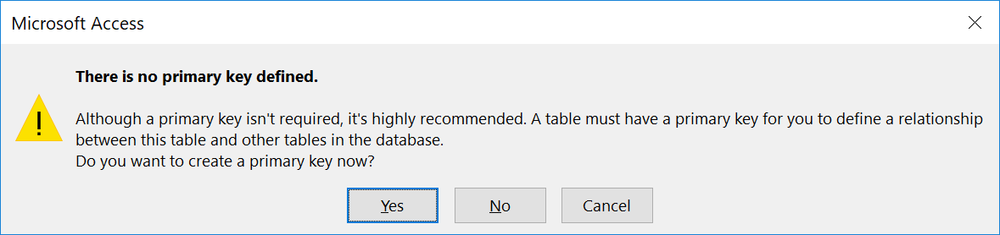 Microsoft Access
There is no primary key defined.
Although a primary key isn't required, it's highly recommended. A table must have a primary key for you to define a relationship
between this table and other tables in the database.
Do you want to create a primary key now?
Yes
No
Cancel